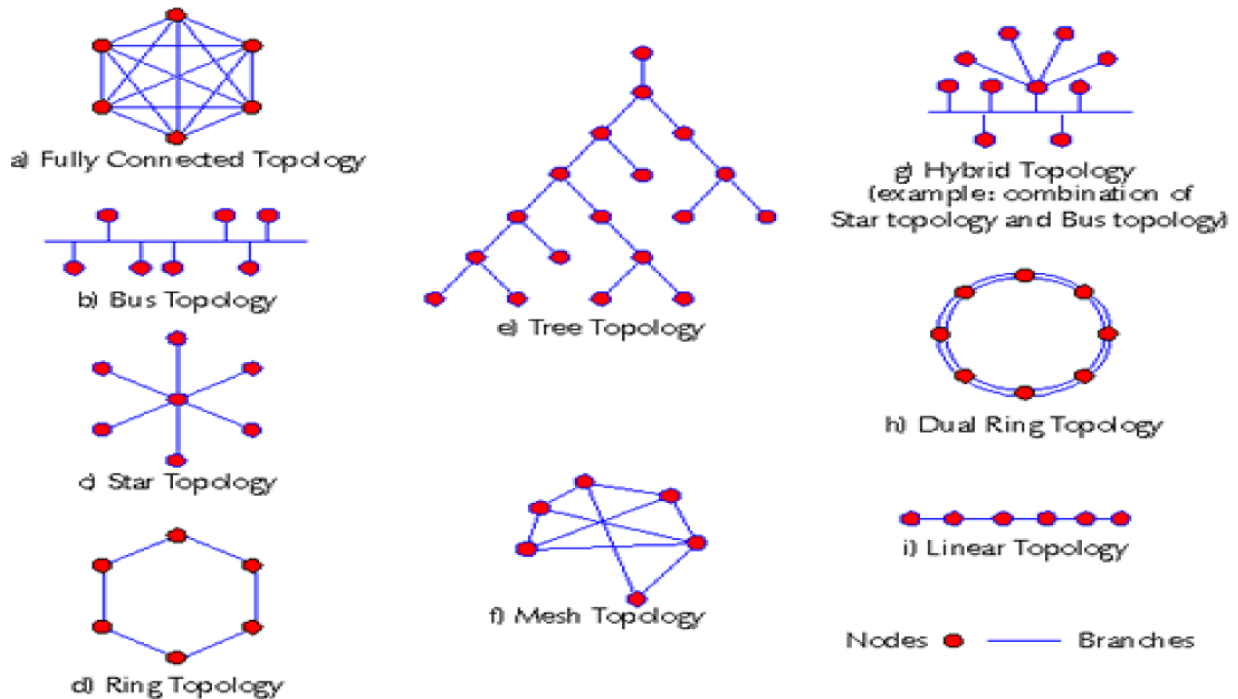 a) Fully Connected Topology
b) Bus Topology
c) Star Topology
d) Ring Topology
e) Tree Topology
f) Mesh Topology
g) Hybrid Topology
(example: combination of
Star topology and Bus topology)
h) Dual Ring Topology
i) Linear Topology
Nodes
Branches